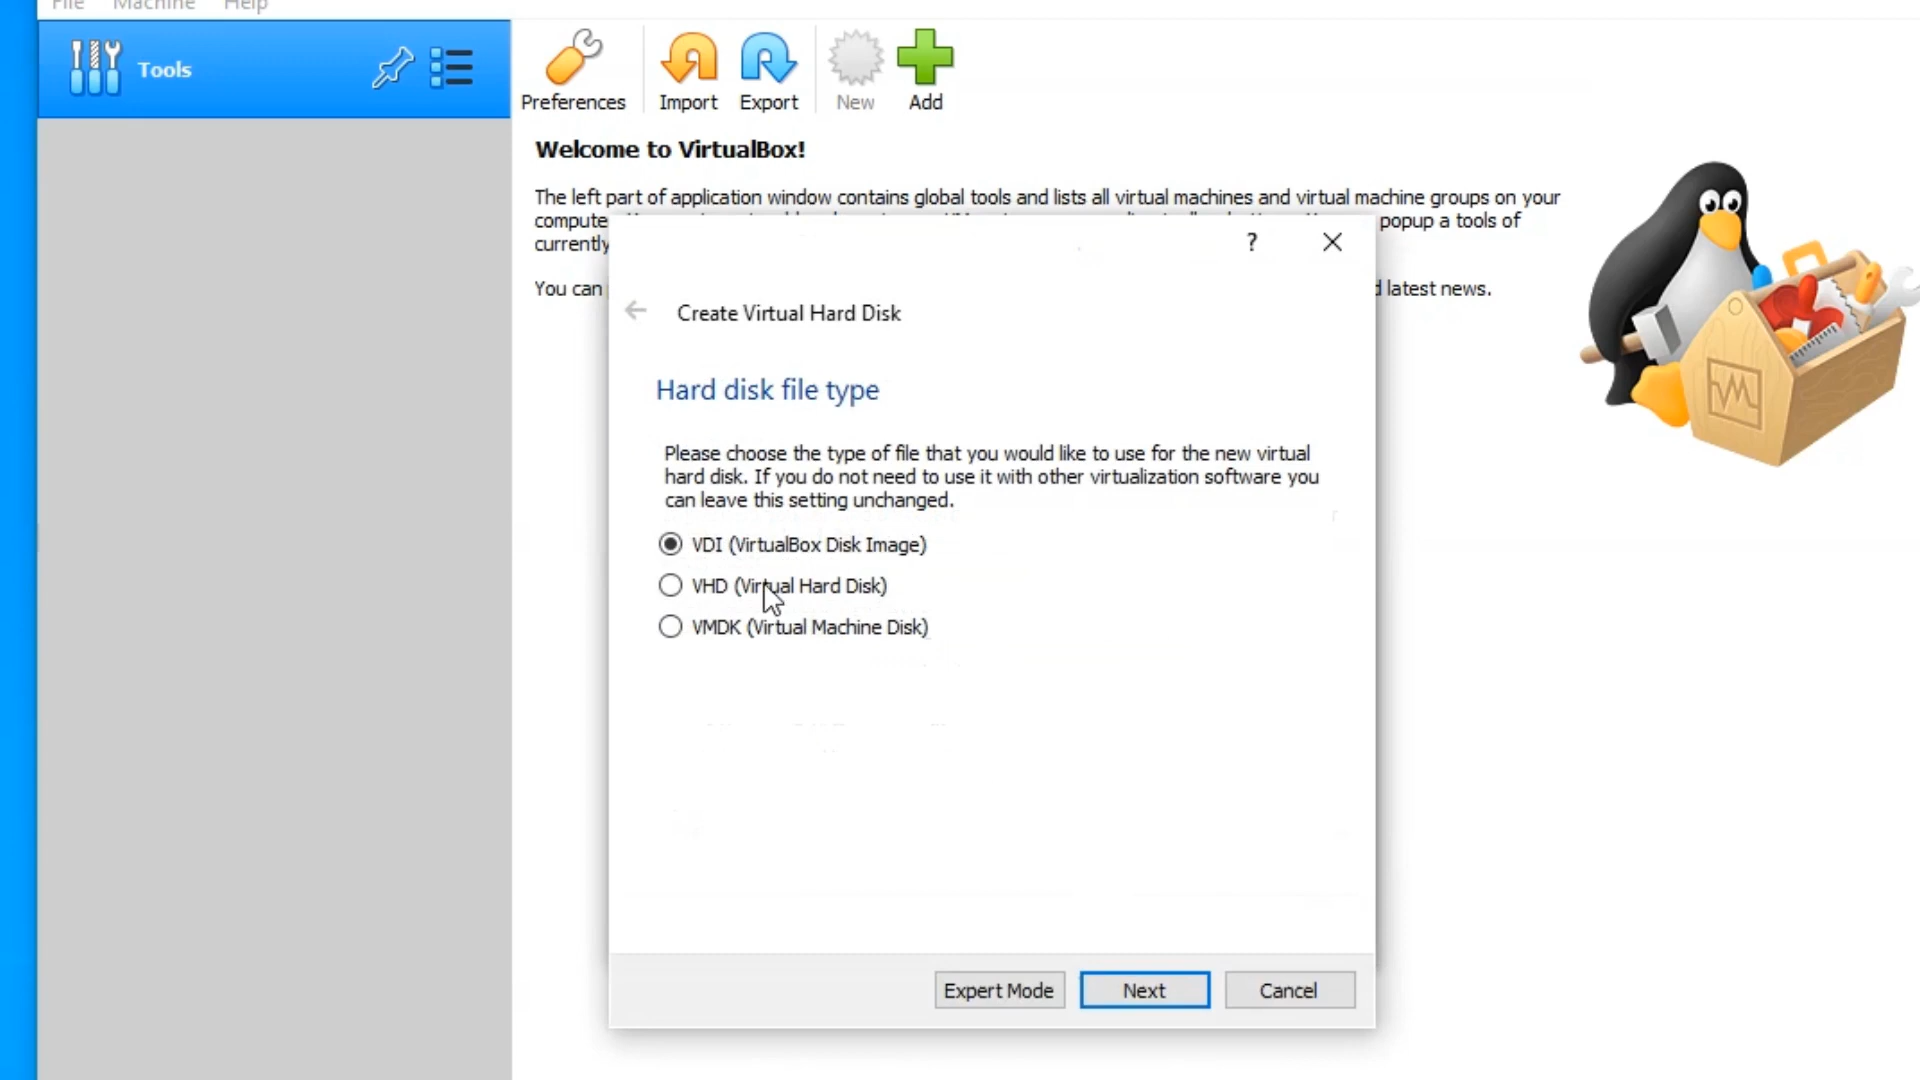 File Machine Help
Tools
Preferences Import Export New Add
Welcome to VirtualBox!
The left part of application window contains global tools and lists all virtual machines and virtual machine groups on your
popup a tools of
currently
You can
latest news.
?
Create Virtual Hard Disk
Hard disk file type
Please choose the type of file that you would like to use for the new virtual
hard disk. If you do not need to use it with other virtualization software you
can leave this setting unchanged.
VDI (VirtualBox Disk Image)
VHD (Virtual Hard Disk)
VMDK (Virtual Machine Disk)
Expert Mode Next Cancel